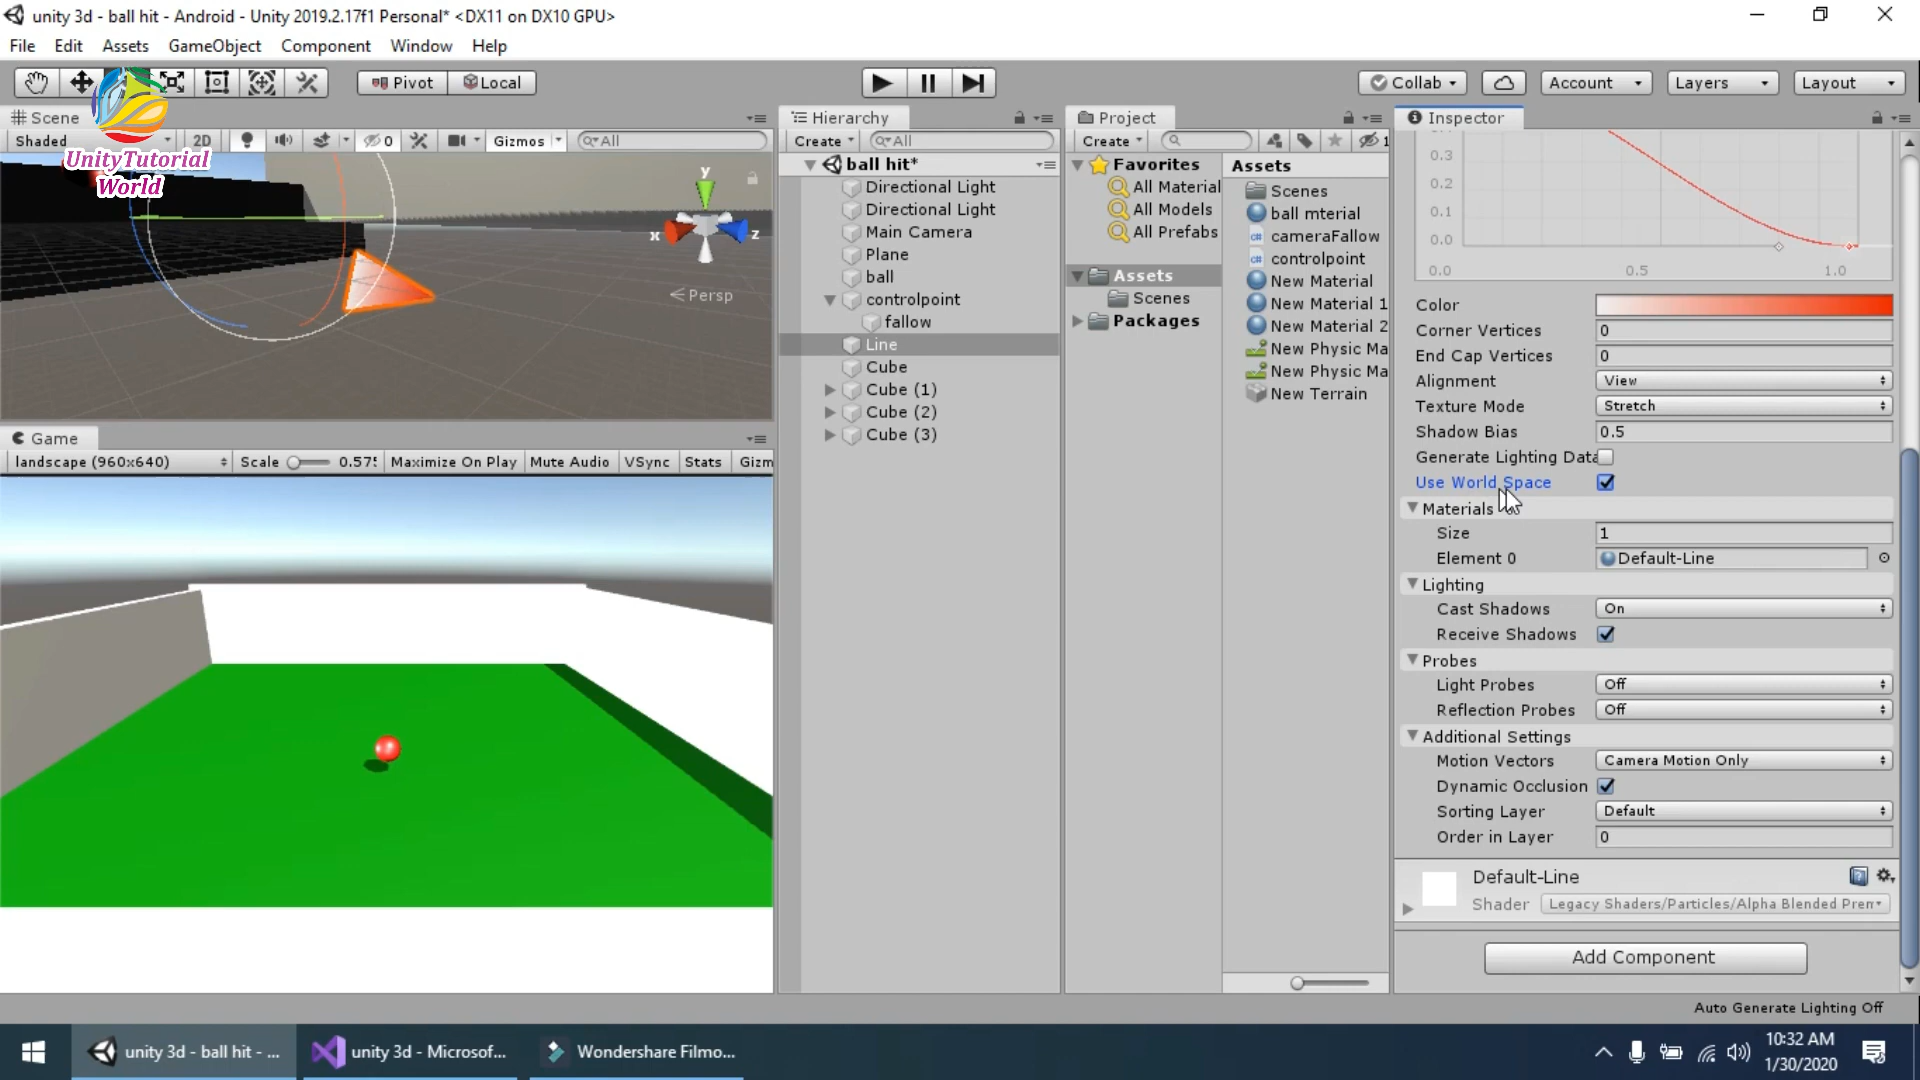 unity 3d - ball hit - Android - Unity 2019.2.17f1 Personal* <DX11 on DX10 GPU>
File Edit Assets GameObject Component Window Help
Pivot Local Collab Account Layers Layout
UnityTutorial
World
Scene
Shaded 2D 0 Gizmos All
y
x z
Persp
Game
landscape (960x640) Scale 0.57 Maximize On Play Mute Audio VSync Stats Gizm
Hierarchy
Create All
ball hit*
Directional Light
Directional Light
Main Camera
Plane
ball
controlpoint
fallow
Line
Cube
Cube (1)
Cube (2)
Cube (3)
Project
Create 1
Favorites
All Material
All Models
All Prefabs
Assets
Scenes
Packages
Assets
Scenes
ball mterial
cameraFallow
controlpoint
New Material
New Material 1
New Material 2
New Physic Ma
New Physic Ma
New Terrain
Inspector
0.3
0.2
0.1
0.0
0.0 0.5 1.0
Color
Corner Vertices 0
End Cap Vertices 0
Alignment View
Texture Mode Stretch
Shadow Bias 0.5
Generate Lighting Data
Use World Space
Materials
Size 1
Element 0 Default-Line
Lighting
Cast Shadows On
Receive Shadows
Probes
Light Probes Off
Reflection Probes Off
Additional Settings
Motion Vectors Camera Motion Only
Dynamic Occlusion
Sorting Layer Default
Order in Layer 0
Default-Line
Shader Legacy Shaders/Particles/Alpha Blended Prem
Add Component
Auto Generate Lighting Off
unity 3d - ball hit - ... unity 3d - Microsof... Wondershare Filmo...
10:32 AM
1/30/2020